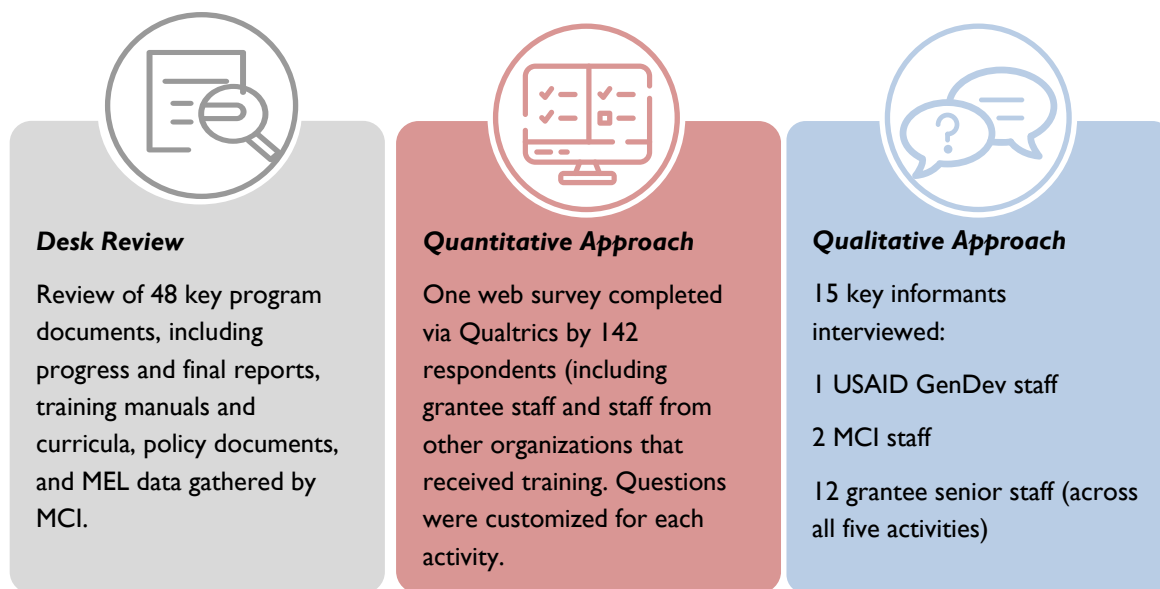 ?
Desk Review
Review of 48 key program
documents, including
progress and final reports,
training manuals and
curricula, policy documents,
and MEL data gathered by
MCI.
Quantitative Approach
One web survey completed
via Qualtrics by 142
respondents (including
grantee staff and staff from
other organizations that
received training. Questions
were customized for each
activity.
Qualitative Approach
15 key informants
interviewed:
1 USAID GenDev staff
2 MCI staff
12 grantee senior staff (across
all five activities)